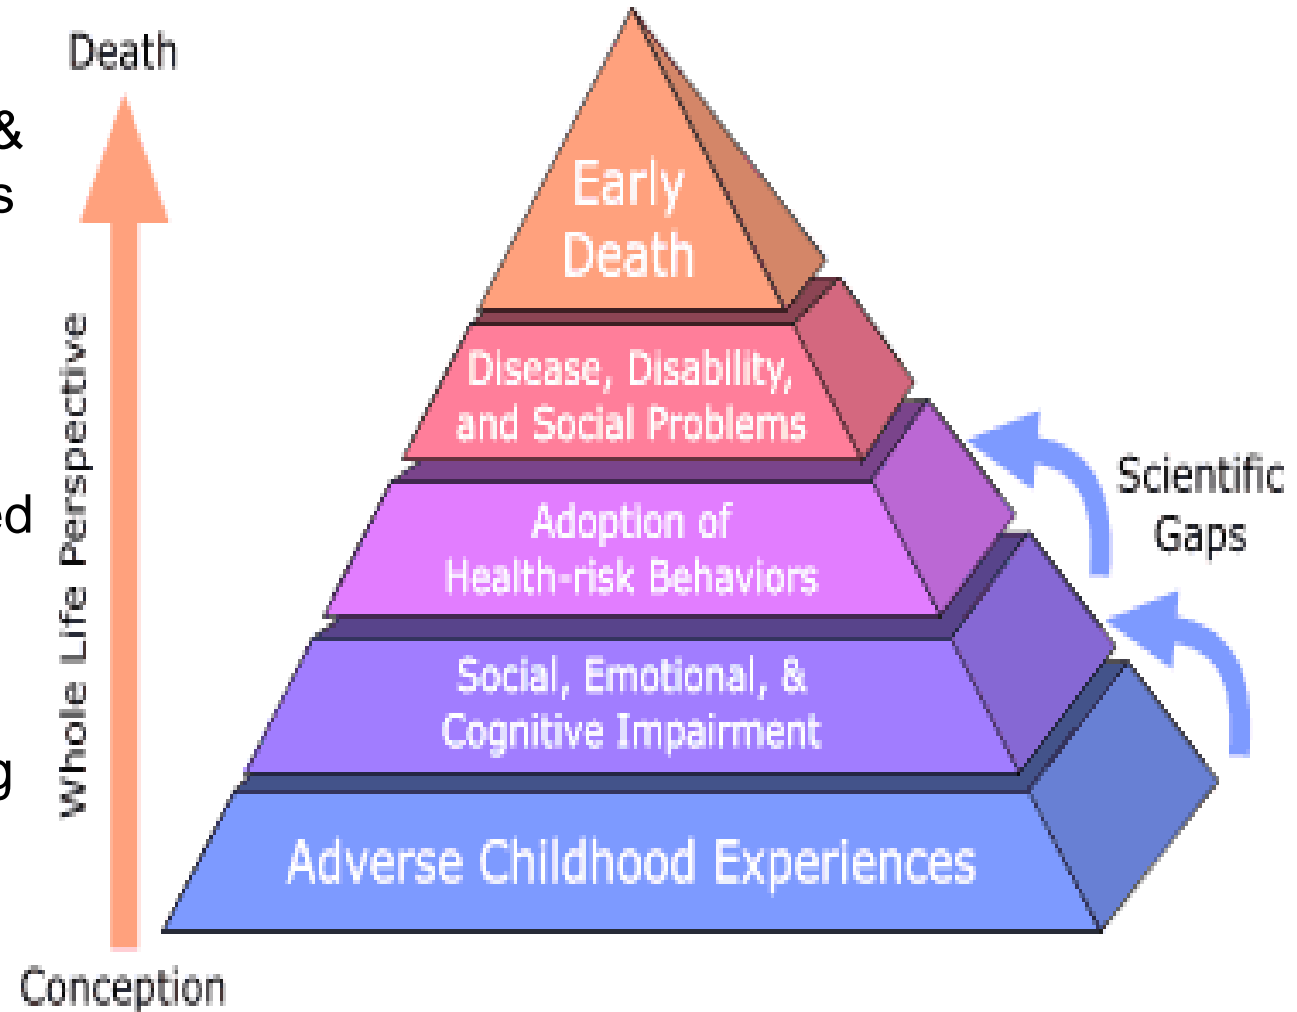 Death
&
s
ed
g
Whole Life Perspective
Conception
Early
Death
Disease, Disability,
and Social Problems
Adoption of
Health-risk Behaviors
Social, Emotional, &
Cognitive Impairment
Adverse Childhood Experiences
Scientific
Gaps